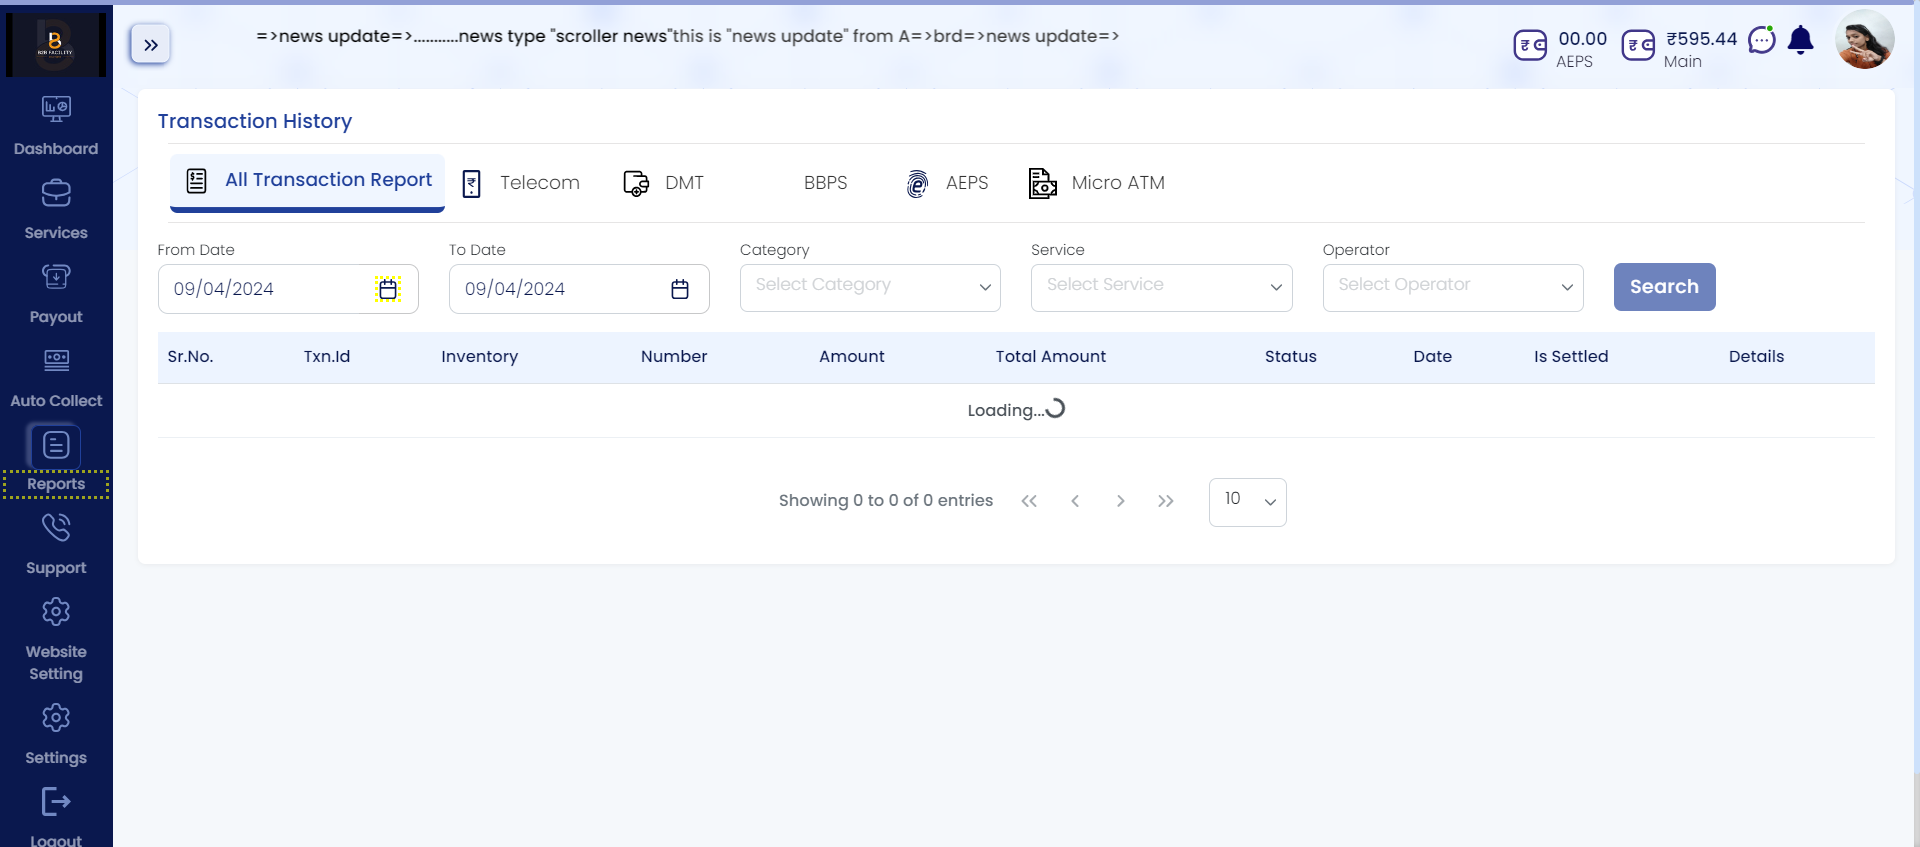 B2B FACILITY
=>news update=>...........news type "scroller news"this is "news update" from A=>brd=>news update=>
00.00
AEPS
₹595.44
Main
Dashboard
Services
Payout
Auto Collect
Reports
Support
Website
Setting
Settings
Logout
Transaction History
All Transaction Report
Telecom
DMT
BBPS
AEPS
Micro ATM
From Date
To Date
Category
Service
Operator
09/04/2024
09/04/2024
Select Category
Select Service
Select Operator
Search
Sr.No.
Txn.Id
Inventory
Number
Amount
Total Amount
Status
Date
Is Settled
Details
Loading...
Showing 0 to 0 of 0 entries
10